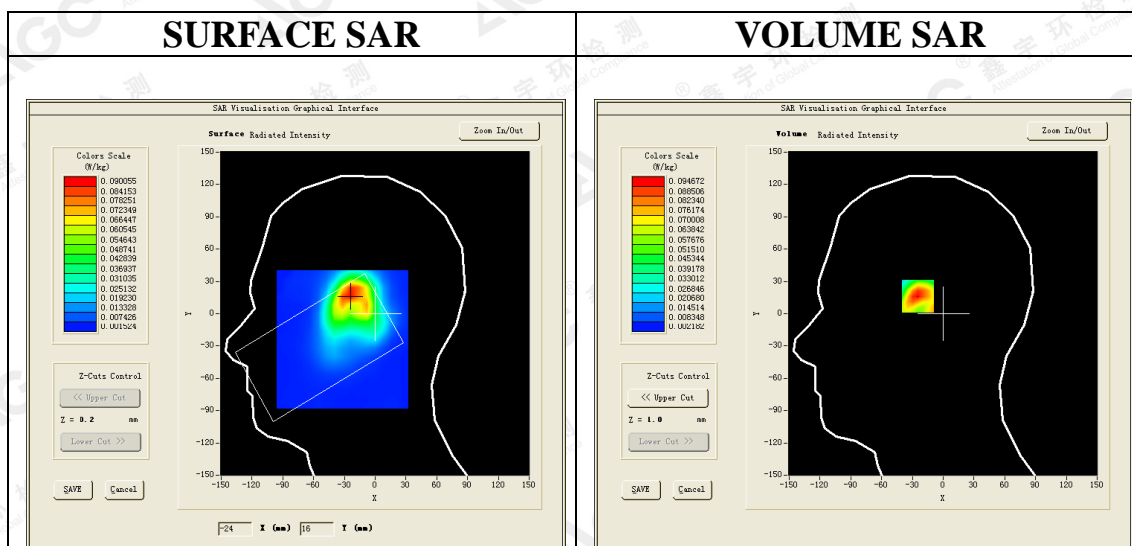 SURFACE SAR
VOLUME SAR
SAR Visualisation Graphical Interface
Surface Radiated Intensity
Zoom In/Out
Colors Scale
(W/kg)
0.090055
0.084153
0.078251
0.072349
0.066447
0.060545
0.054643
0.048741
0.042839
0.036937
0.031035
0.025132
0.019230
0.013328
0.007426
0.001524
Z-Cuts Control
<< Upper Cut
Z = 0.2 mm
Lower Cut >>
SAVE
Cancel
150
120
90
60
30
0
-30
-60
-90
-120
-150
Y
-150 -120 -90 -60 -30 0 30 60 90 120 150
X
-24 X (mm) 16 Y (mm)
SAR Visualisation Graphical Interface
Volume Radiated Intensity
Zoom In/Out
Colors Scale
(W/kg)
0.094672
0.088506
0.082340
0.076174
0.070008
0.063842
0.057676
0.051510
0.045344
0.039178
0.033012
0.026846
0.020680
0.014514
0.008348
0.002182
Z-Cuts Control
<< Upper Cut
Z = 1.0 mm
Lower Cut >>
SAVE
Cancel
150
120
90
60
30
0
-30
-60
-90
-120
-150
Y
-150 -120 -90 -60 -30 0 30 60 90 120 150
X